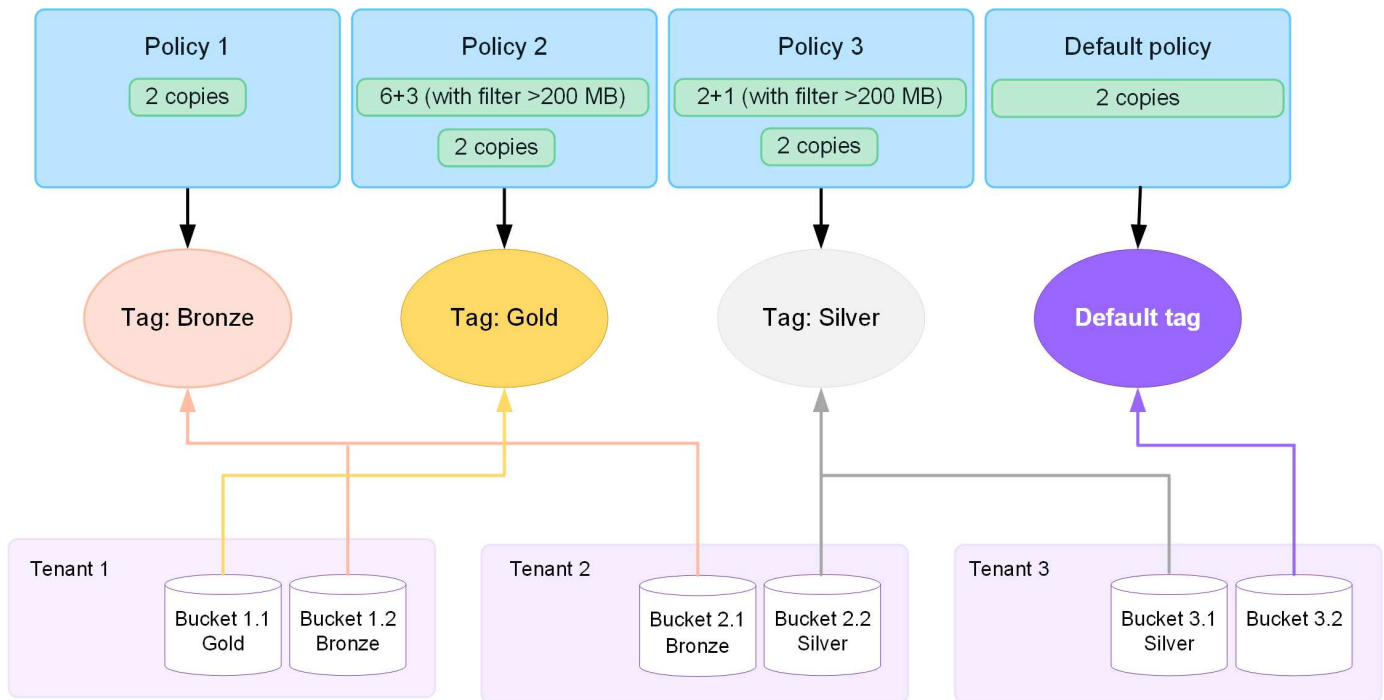 Policy 1
2 copies
Policy 2
6+3 (with filter >200 MB)
2 copies
Policy 3
2+1 (with filter >200 MB)
2 copies
Default policy
2 copies
Tag: Bronze
Tag: Gold
Tag: Silver
Default tag
Tenant 1
Bucket 1.1
Gold
Bucket 1.2
Bronze
Tenant 2
Bucket 2.1
Bronze
Bucket 2.2
Silver
Tenant 3
Bucket 3.1
Silver
Bucket 3.2